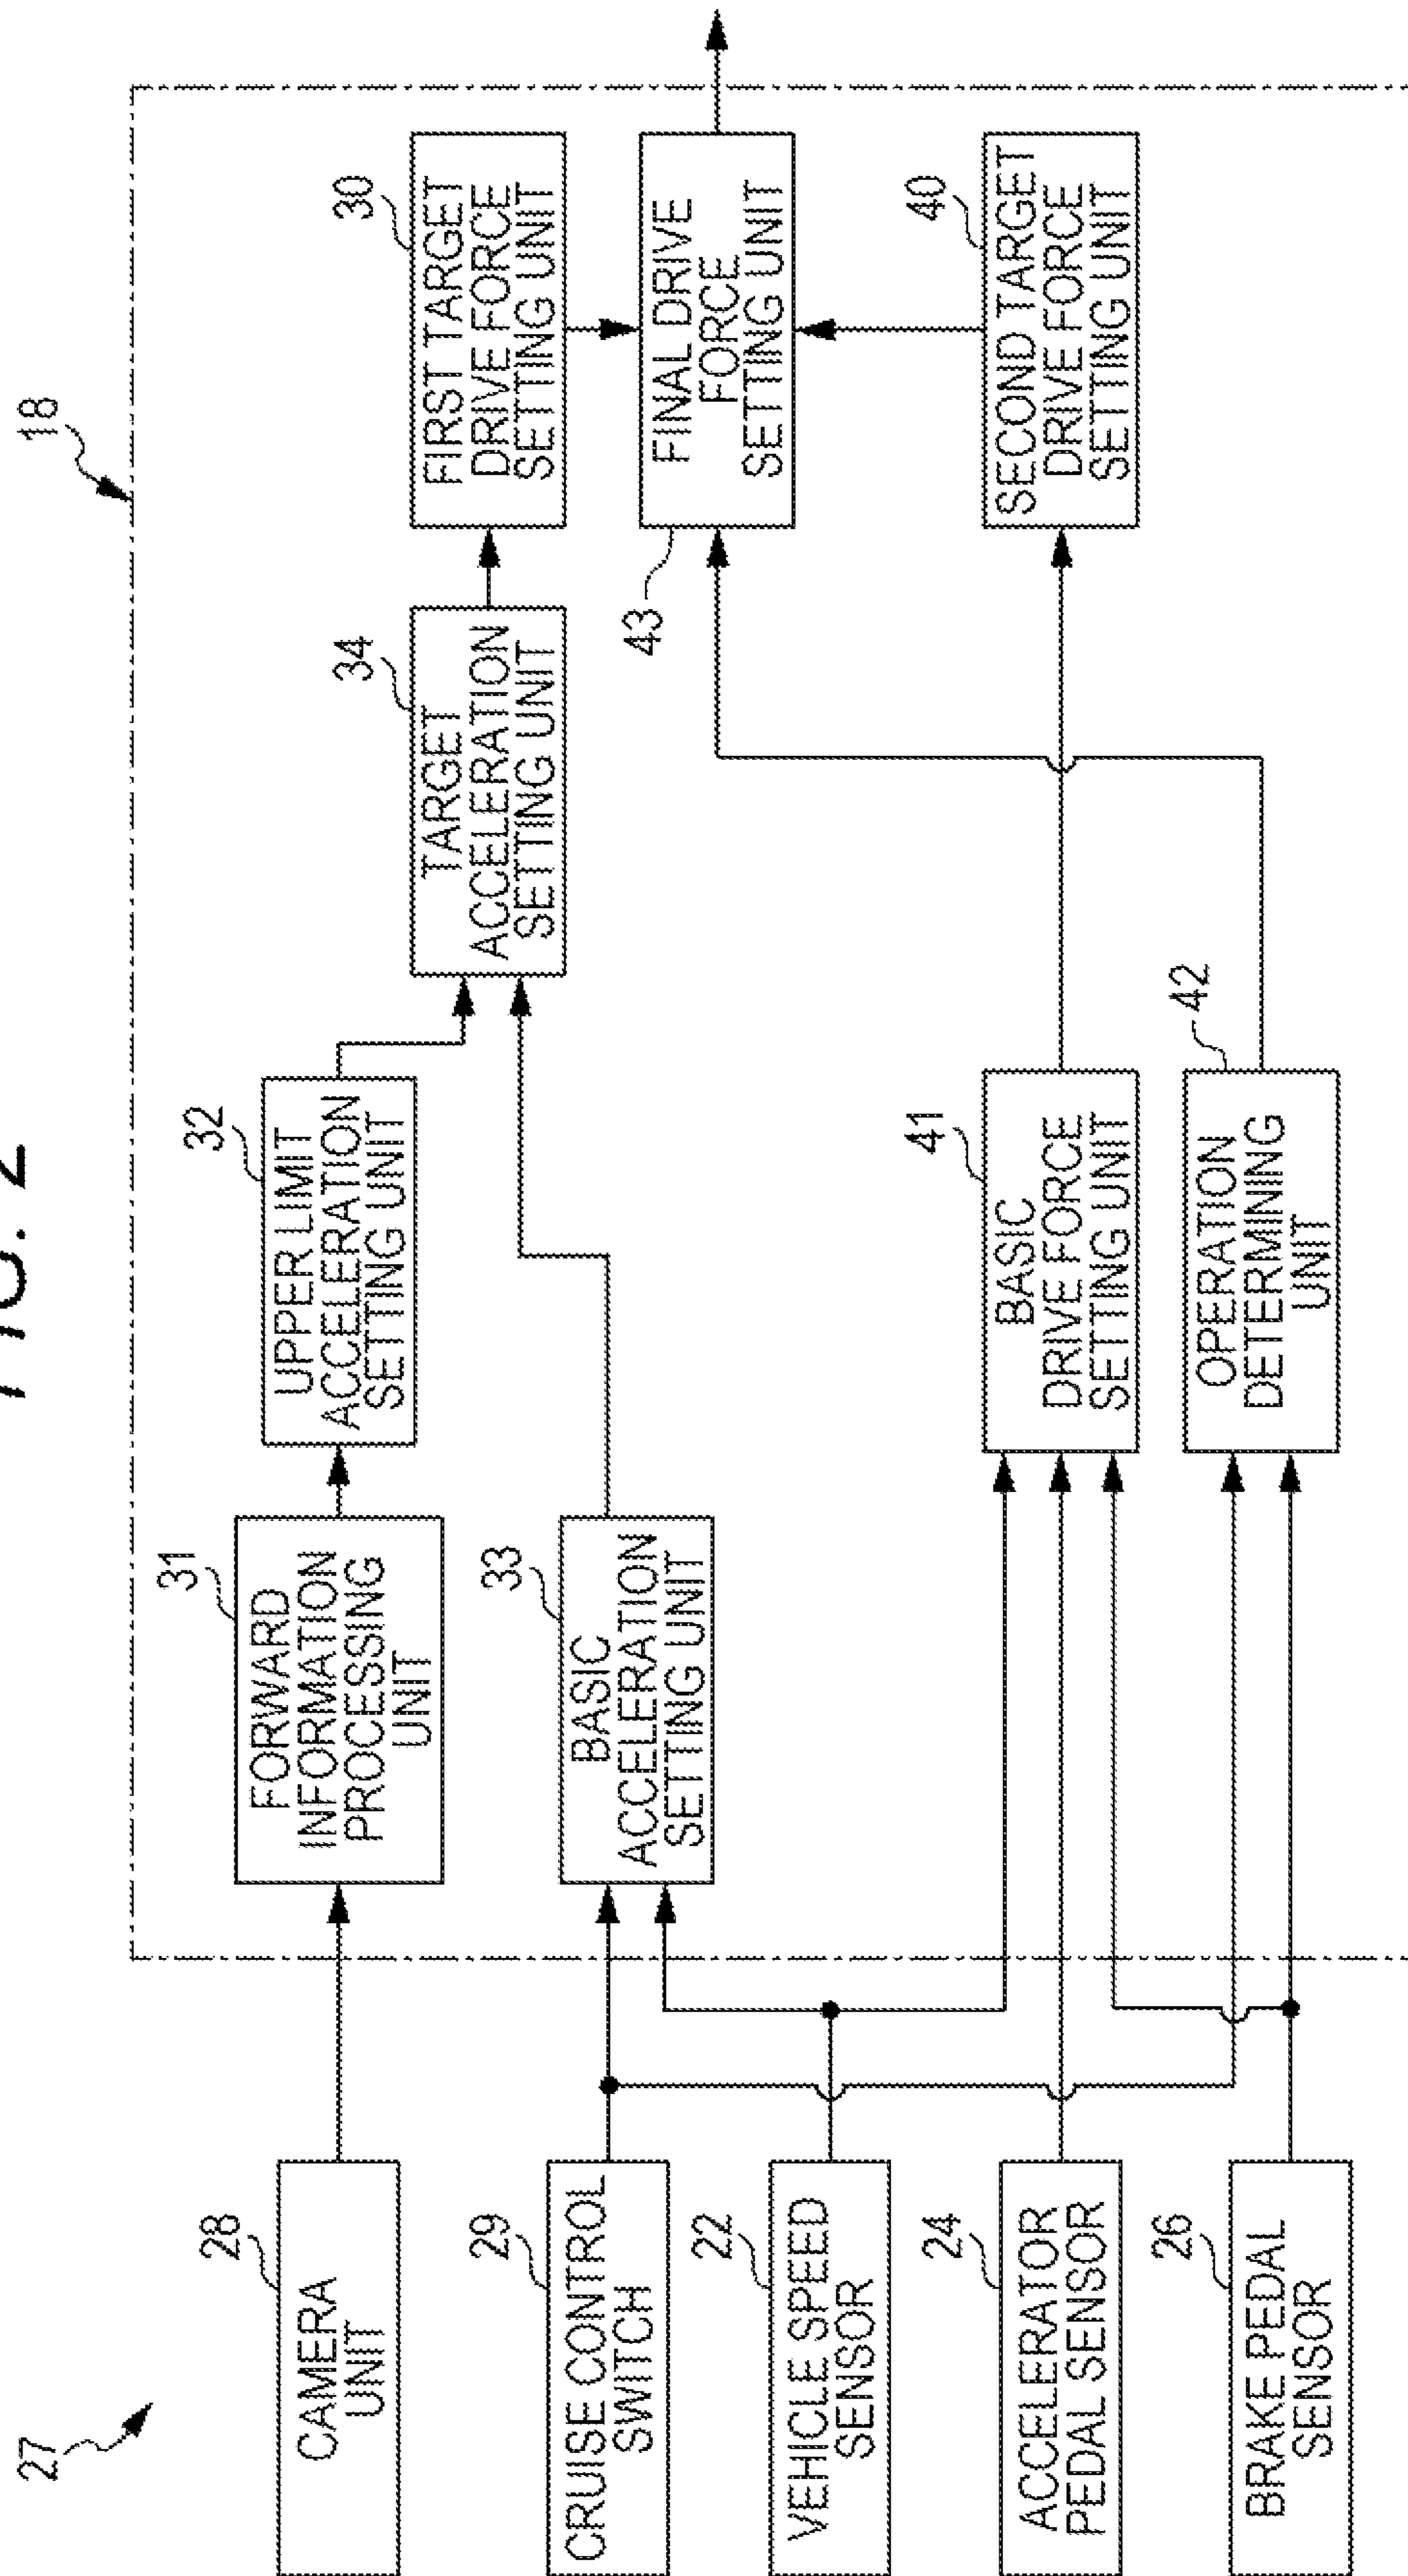 FIG. 2
27
18
28
CAMERA
UNIT
31
FORWARD
INFORMATION
PROCESSING
UNIT
32
UPPER LIMIT
ACCELERATION
SETTING UNIT
34
TARGET
ACCELERATION
SETTING UNIT
30
FIRST TARGET
DRIVE FORCE
SETTING UNIT
29
CRUISE CONTROL
SWITCH
33
BASIC
ACCELERATION
SETTING UNIT
43
FINAL DRIVE
FORCE
SETTING UNIT
22
VEHICLE SPEED
SENSOR
24
ACCELERATOR
PEDAL SENSOR
41
BASIC
DRIVE FORCE
SETTING UNIT
40
SECOND TARGET
DRIVE FORCE
SETTING UNIT
26
BRAKE PEDAL
SENSOR
42
OPERATION
DETERMINING
UNIT